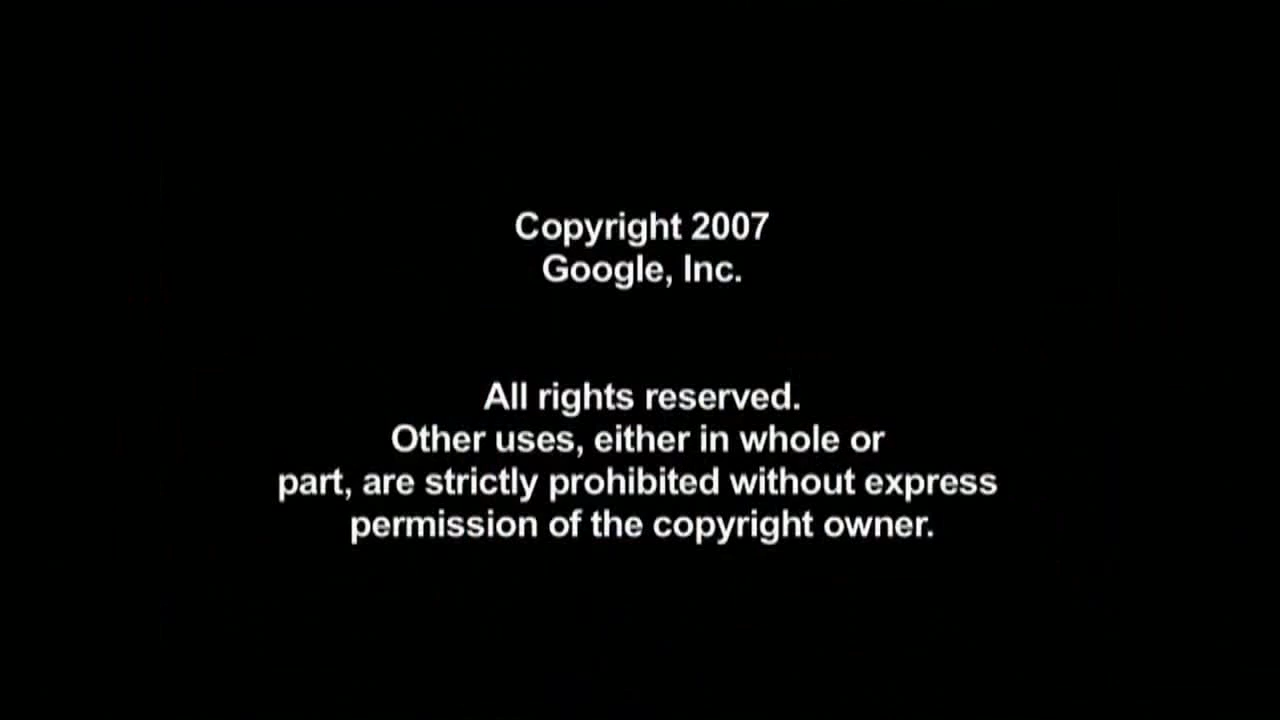 Copyright 2007
Google, Inc.
All rights reserved.
Other uses, either in whole or
part, are strictly prohibited without express
permission of the copyright owner.